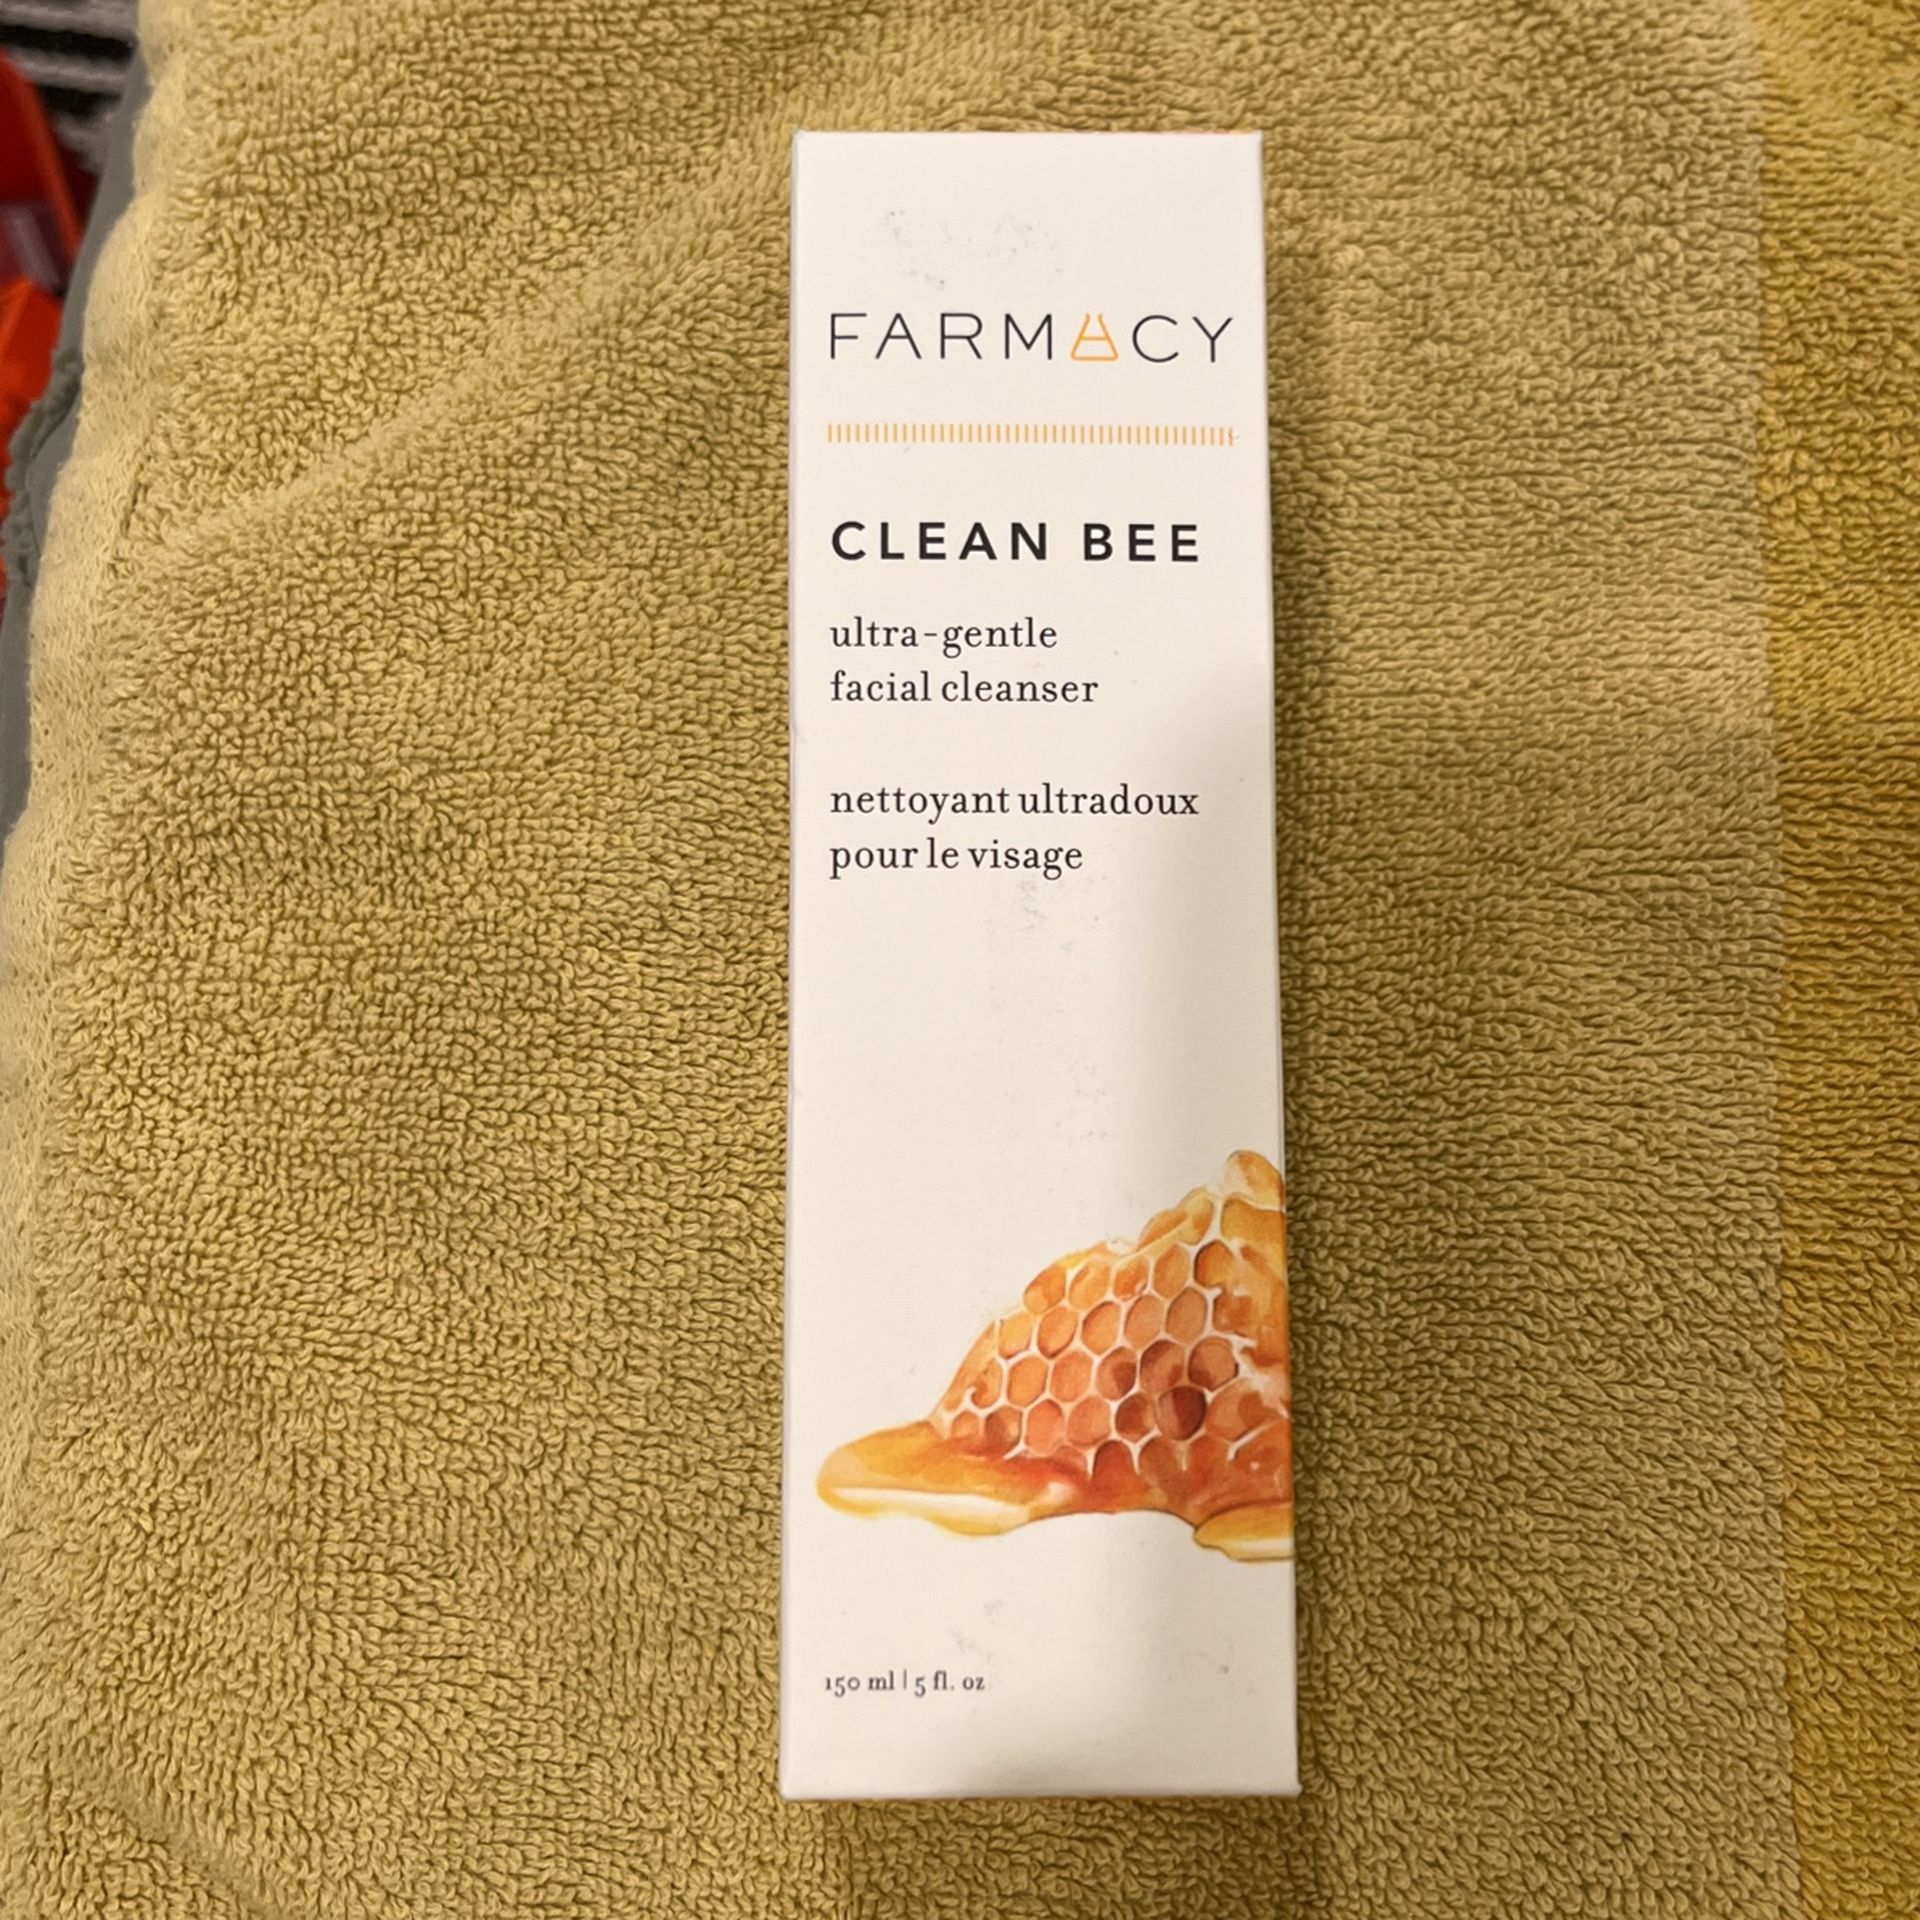 FARMACY
CLEAN BEE
ultra-gentle
facial cleanser
nettoyant ultradoux
pour le visage
150 ml | 5 fl. oz